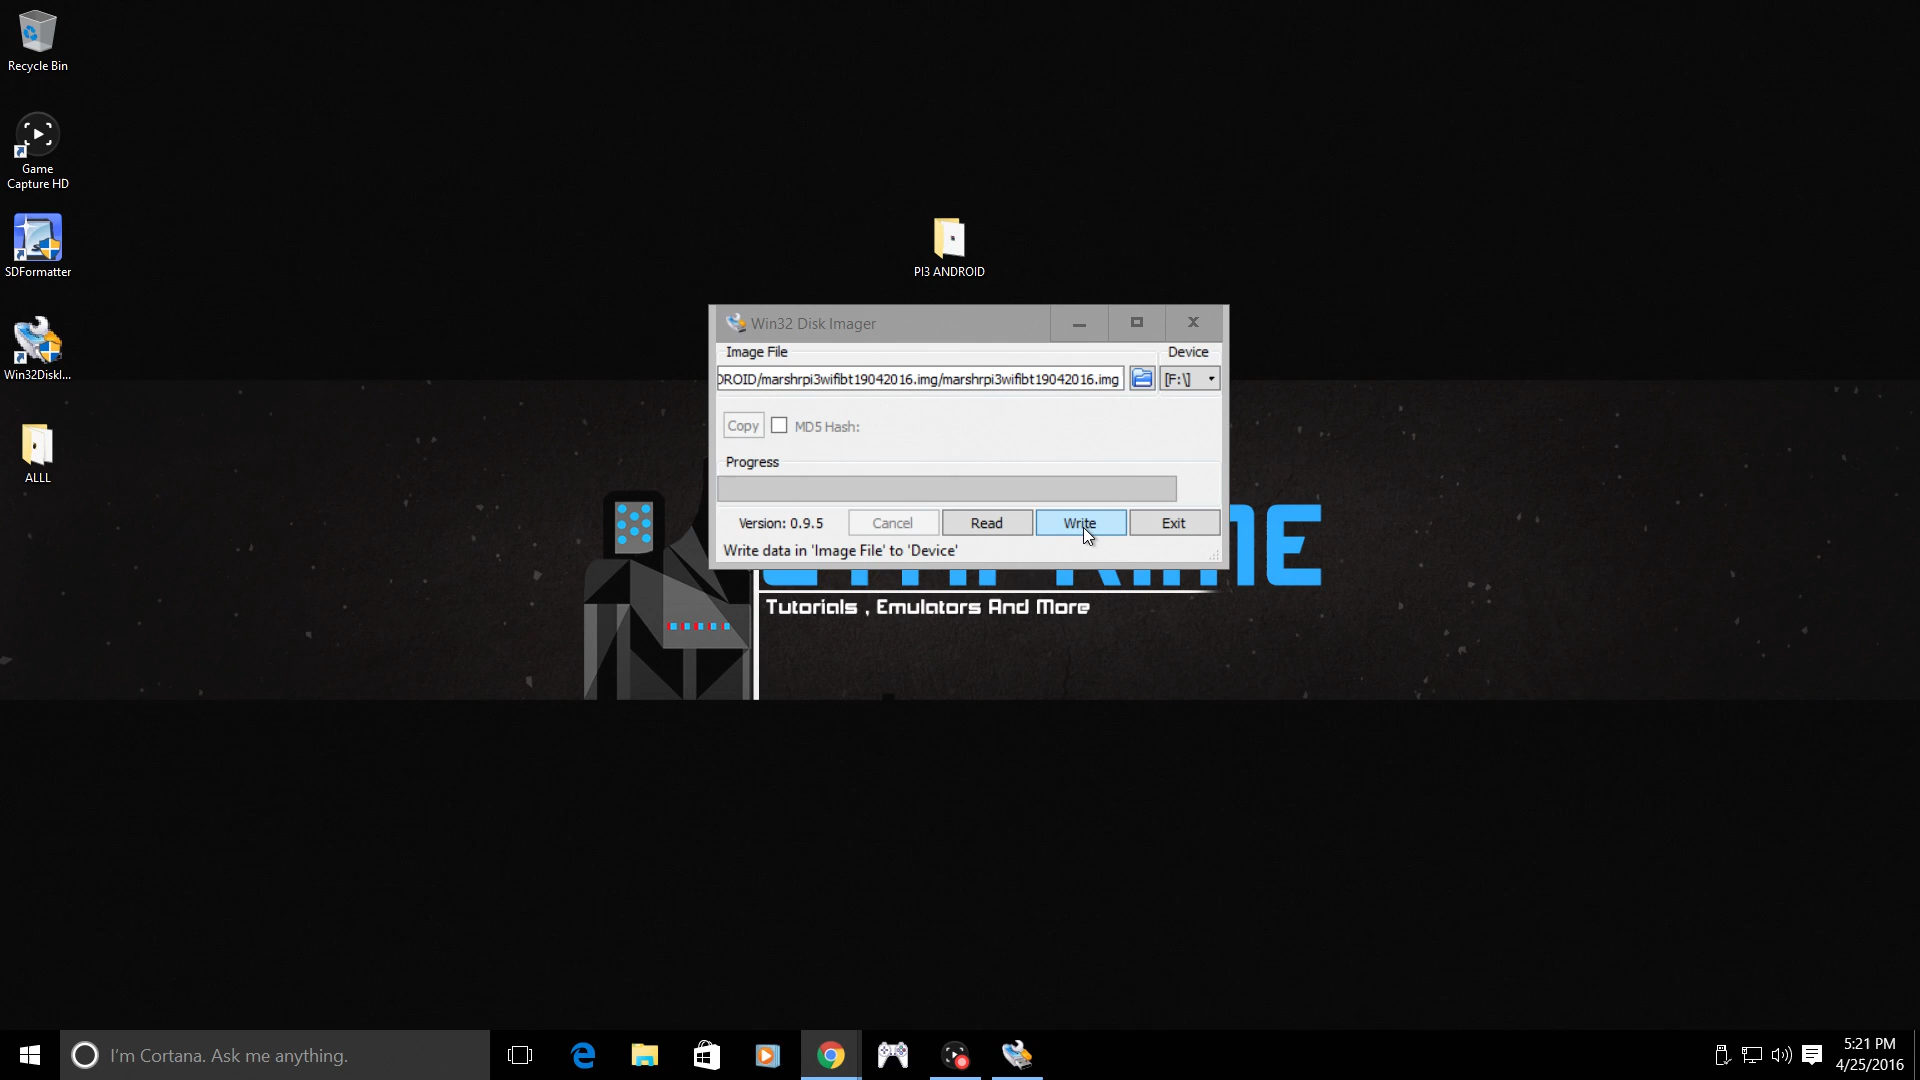 Recycle Bin
Game
Capture HD
SDFormatter
Win32DiskI...
ALLL
PI3 ANDROID
Win32 Disk Imager
Image File
Device
DROID/marshrpi3wifibt19042016.img/marshrpi3wifibt19042016.img
[F:\]
Copy
MD5 Hash:
Progress
Version: 0.9.5
Cancel
Read
Write
Exit
Write data in 'Image File' to 'Device'
Tutorials , Emulators And More
I'm Cortana. Ask me anything.
5:21 PM
4/25/2016